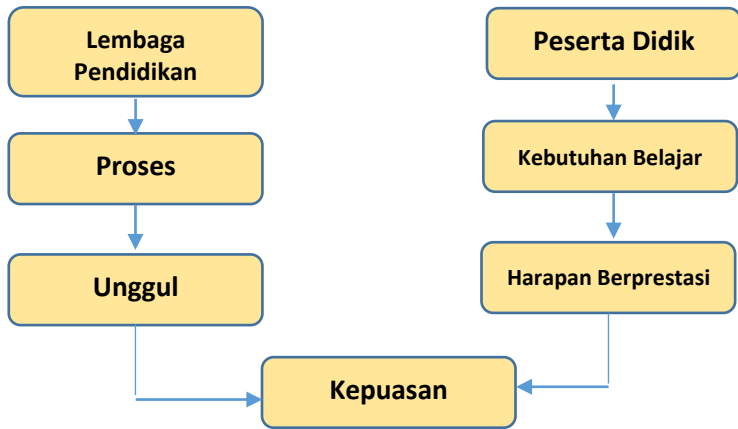 Lembaga
Pendidikan
Proses
Unggul
Peserta Didik
Kebutuhan Belajar
Harapan Berprestasi
Kepuasan